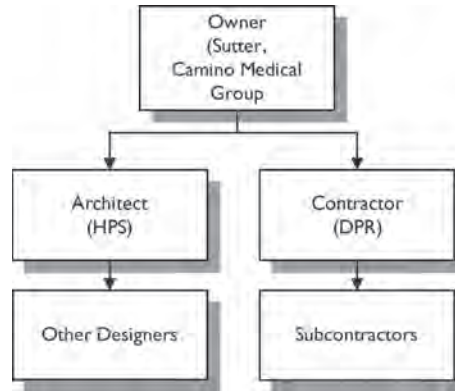 Owner
(Sutter,
Camino Medical
Group
Architect
(HPS)
Contractor
(DPR)
Other Designers
Subcontractors